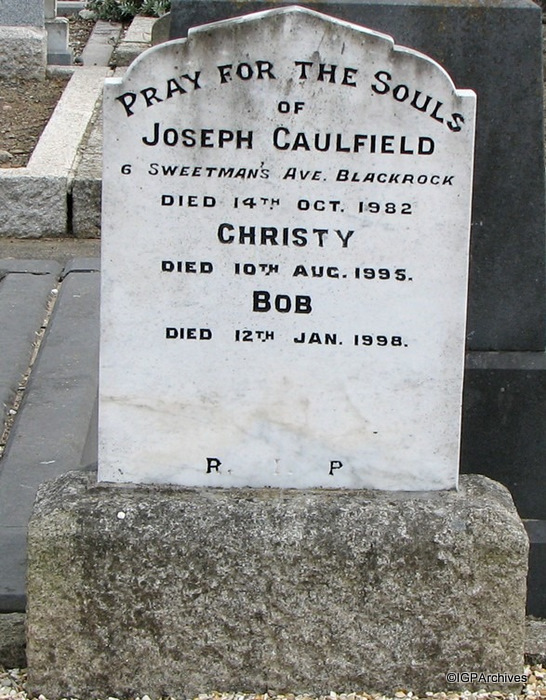 PRAY FOR THE SOULS
OF
JOSEPH CAULFIELD
6 SWEETMAN'S AVE. BLACKROCK
DIED 14TH OCT. 1982
CHRISTY
DIED 10TH AUG. 1995.
BOB
DIED 12TH JAN. 1998.
R. I. P
©IGPArchives